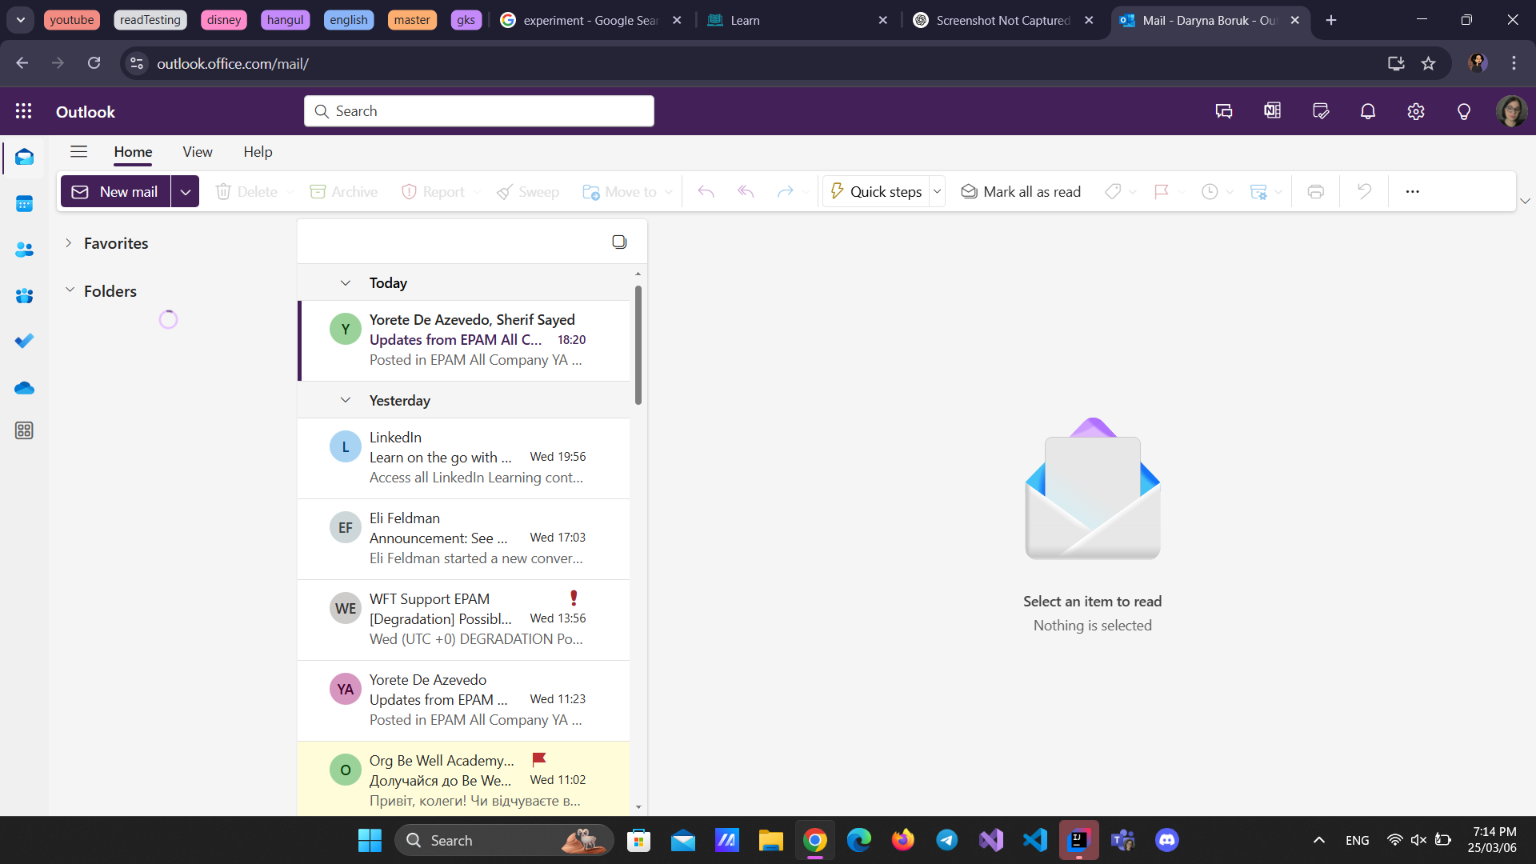 youtube
readTesting
disney
hangul
english
master
gks
experiment - Google Sear
Learn
Screenshot Not Captured
Mail - Daryna Boruk - Ou
outlook.office.com/mail/
Outlook
Search
Home
View
Help
New mail
Delete
Archive
Report
Sweep
Move to
Quick steps
Mark all as read
Favorites
Folders
Today
Y
Yorete De Azevedo, Sherif Sayed
Updates from EPAM All C... 18:20
Posted in EPAM All Company YA ...
Yesterday
L
LinkedIn
Learn on the go with ... Wed 19:56
Access all LinkedIn Learning cont...
EF
Eli Feldman
Announcement: See ... Wed 17:03
Eli Feldman started a new conver...
WE
WFT Support EPAM
[Degradation] Possibl... Wed 13:56
Wed (UTC +0) DEGRADATION Po...
YA
Yorete De Azevedo
Updates from EPAM ... Wed 11:23
Posted in EPAM All Company YA ...
O
Org Be Well Academy...
Долучайся до Be We... Wed 11:02
Привіт, колеги! Чи відчуваєте в...
Select an item to read
Nothing is selected
Search
ENG
7:14 PM
25/03/06